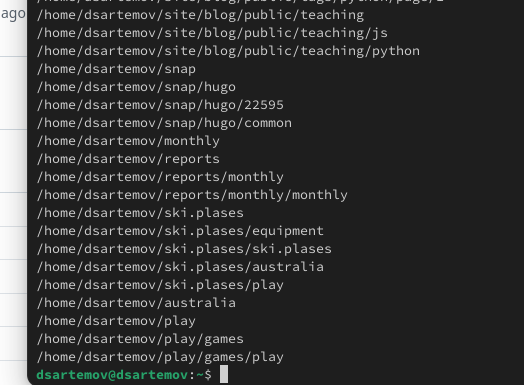 ago
/home/dsartemov/site/blog/public/teaching
/home/dsartemov/site/blog/public/teaching/js
/home/dsartemov/site/blog/public/teaching/python
/home/dsartemov/snap
/home/dsartemov/snap/hugo
/home/dsartemov/snap/hugo/22595
/home/dsartemov/snap/hugo/common
/home/dsartemov/monthly
/home/dsartemov/reports
/home/dsartemov/reports/monthly
/home/dsartemov/reports/monthly/monthly
/home/dsartemov/ski.plases
/home/dsartemov/ski.plases/equipment
/home/dsartemov/ski.plases/ski.plases
/home/dsartemov/ski.plases/australia
/home/dsartemov/ski.plases/play
/home/dsartemov/australia
/home/dsartemov/play
/home/dsartemov/play/games
/home/dsartemov/play/games/play
dsartemov@dsartemov:~$